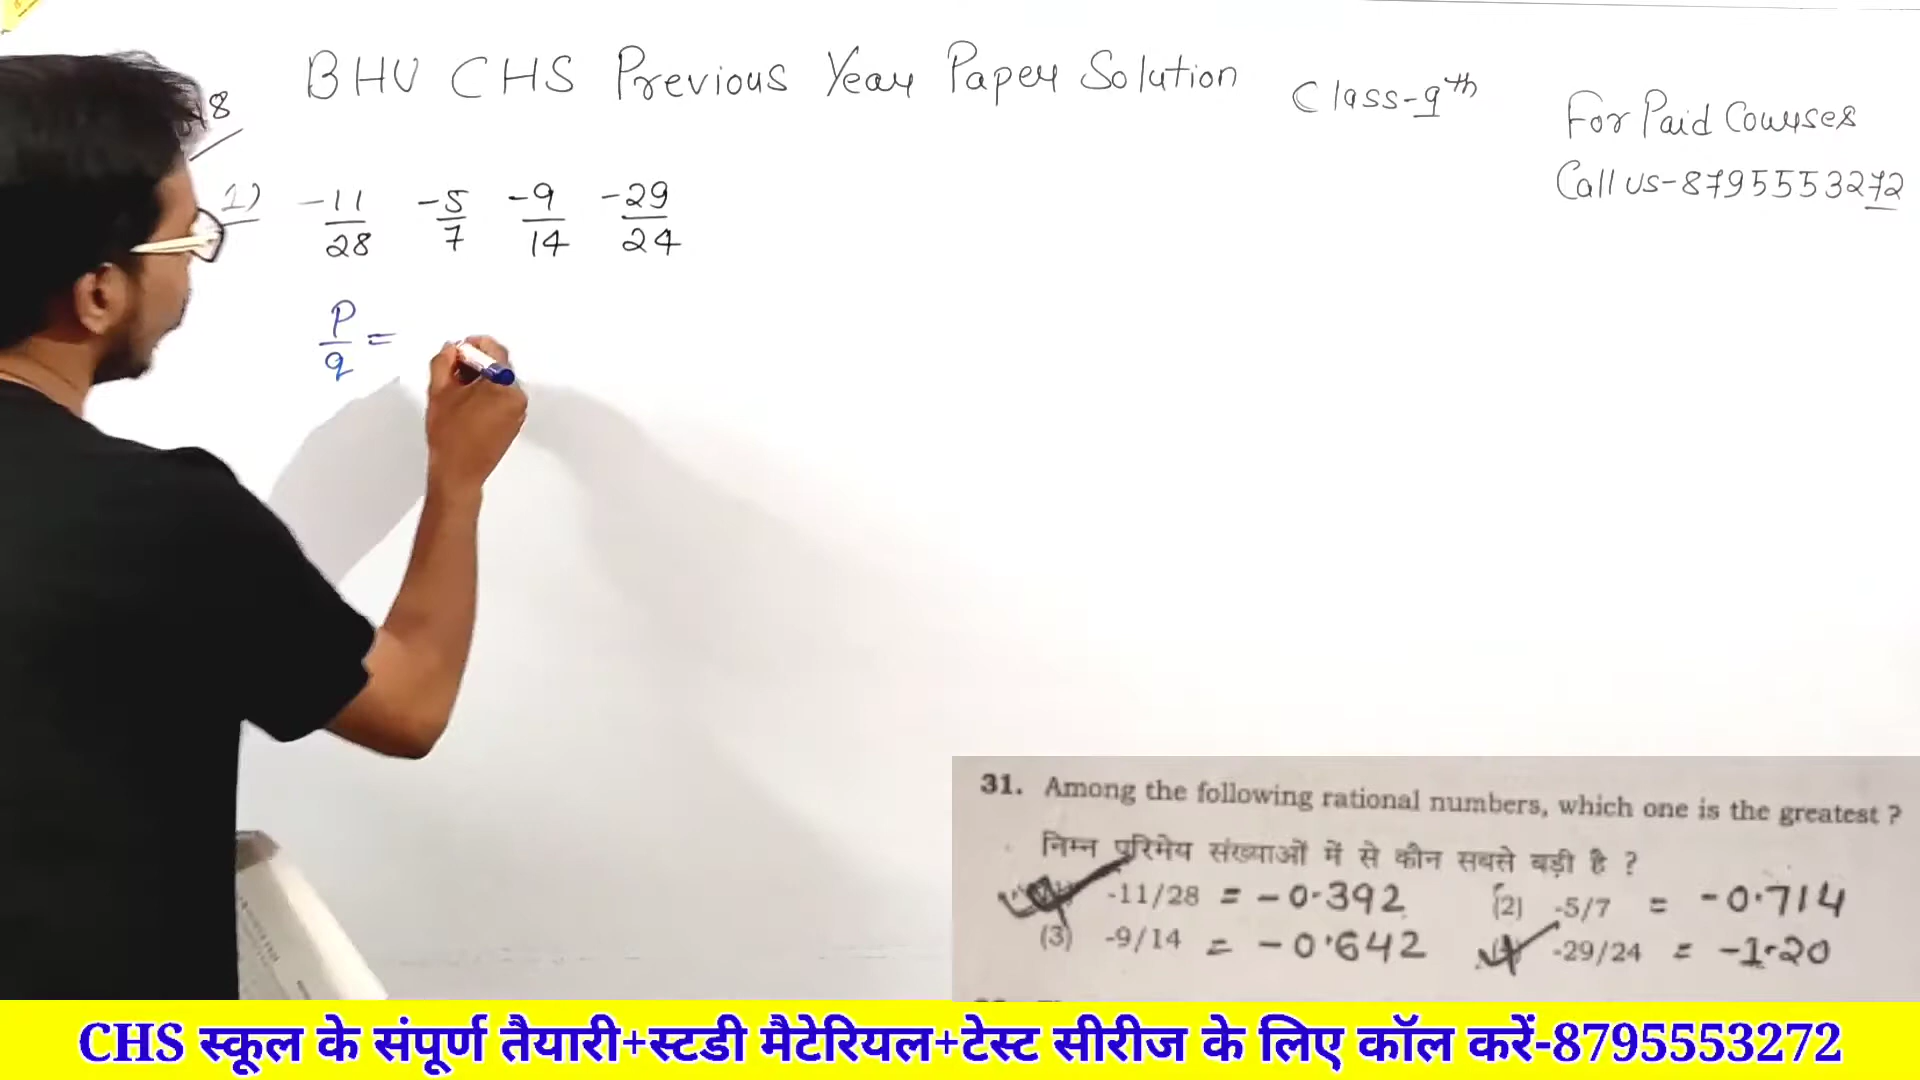 BHU CHS Previous Year Paper Solution Class-9th
For Paid Courses
Call us-8795553272
18
1) -11/28 -5/7 -9/14 -29/24
P/q =
31. Among the following rational numbers, which one is the greatest ?
निम्न परिमेय संख्याओं में से कौन सबसे बड़ी है ?
-11/28 = -0.392 (2) -5/7 = -0.714
(3) -9/14 = -0.642 -29/24 = -1.20
CHS स्कूल के संपूर्ण तैयारी+स्टडी मैटेरियल+टेस्ट सीरीज के लिए कॉल करें-8795553272